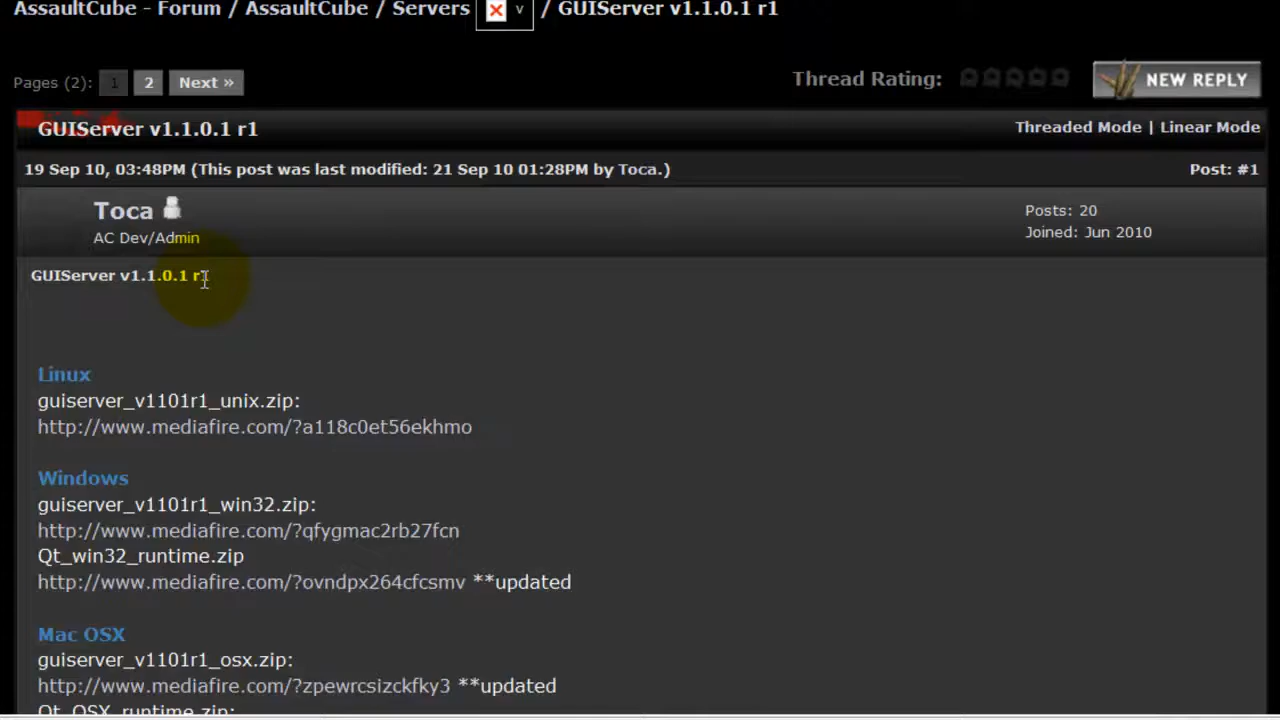 AssaultCube - Forum / AssaultCube / Servers v / GUIServer v1.1.0.1 r1
Pages (2): 1 2 Next »
Thread Rating:
NEW REPLY
GUIServer v1.1.0.1 r1
Threaded Mode | Linear Mode
19 Sep 10, 03:48PM (This post was last modified: 21 Sep 10 01:28PM by Toca.)
Post: #1
Toca
AC Dev/Admin
Posts: 20
Joined: Jun 2010
GUIServer v1.1.0.1 r1
Linux
guiserver_v1101r1_unix.zip:
http://www.mediafire.com/?a118c0et56ekhmo
Windows
guiserver_v1101r1_win32.zip:
http://www.mediafire.com/?qfygmac2rb27fcn
Qt_win32_runtime.zip
http://www.mediafire.com/?ovndpx264cfcsmv **updated
Mac OSX
guiserver_v1101r1_osx.zip:
http://www.mediafire.com/?zpewrcsizckfky3 **updated
Qt_OSX_runtime.zip: